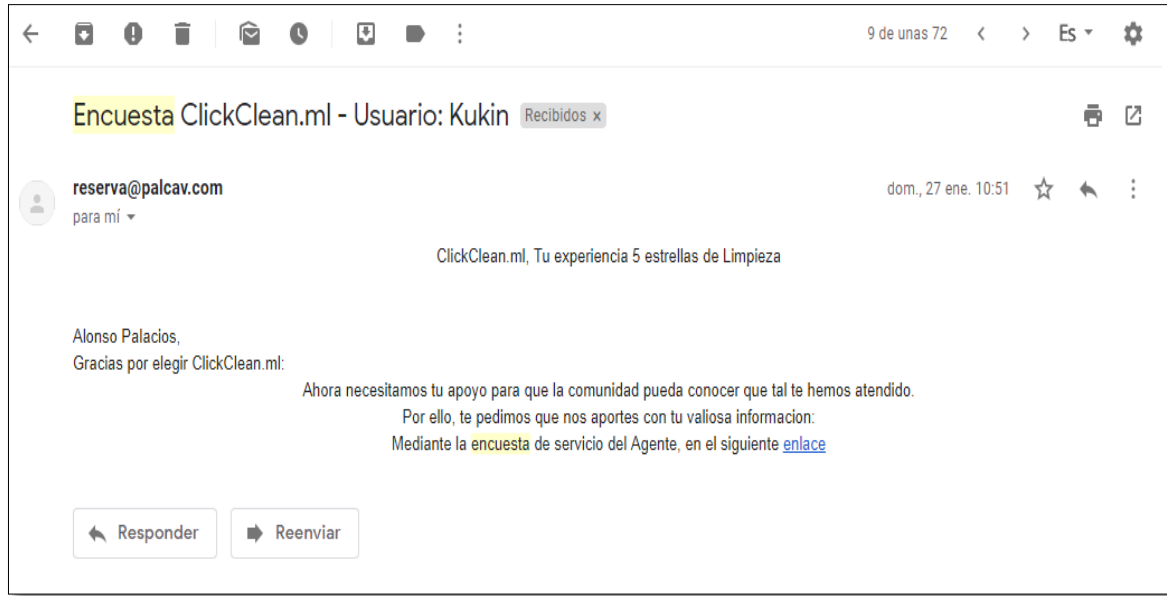 9 de unas 72
Es
Encuesta ClickClean.ml - Usuario: Kukin Recibidos x
reserva@palcav.com
dom., 27 ene. 10:51
para mí
ClickClean.ml, Tu experiencia 5 estrellas de Limpieza
Alonso Palacios,
Gracias por elegir ClickClean.ml:
Ahora necesitamos tu apoyo para que la comunidad pueda conocer que tal te hemos atendido.
Por ello, te pedimos que nos aportes con tu valiosa informacion:
Mediante la encuesta de servicio del Agente, en el siguiente enlace
Responder
Reenviar